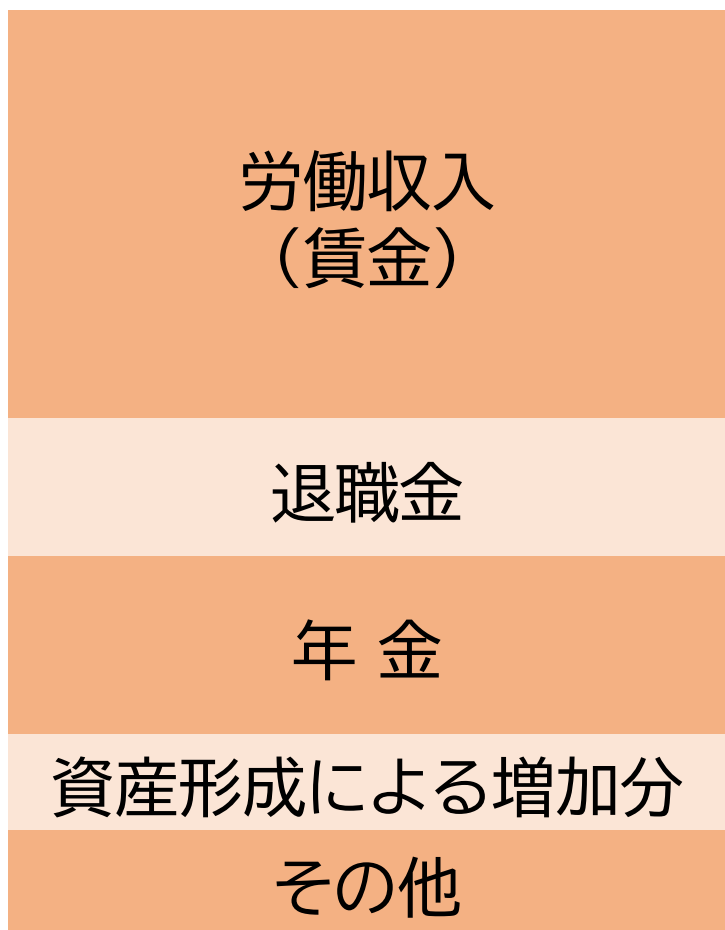 労働収入
（賃金）
退職金
年 金
資産形成による増加分
その他